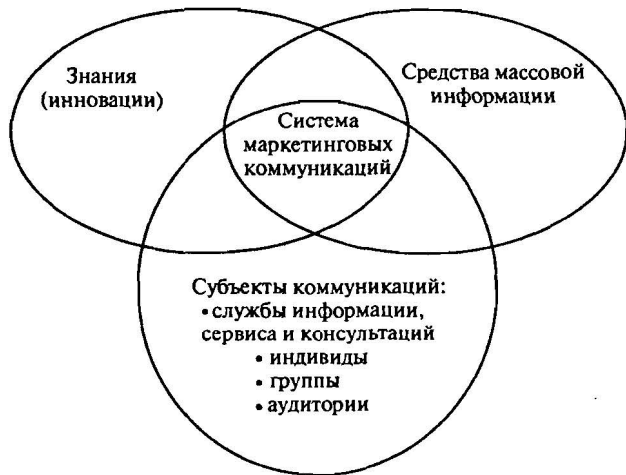 Знания
(инновации)
Средства массовой
информации
Система
маркетинговых
коммуникаций
Субъекты коммуникаций:
• службы информации,
сервиса и консультаций
• индивиды
• группы
• аудитории